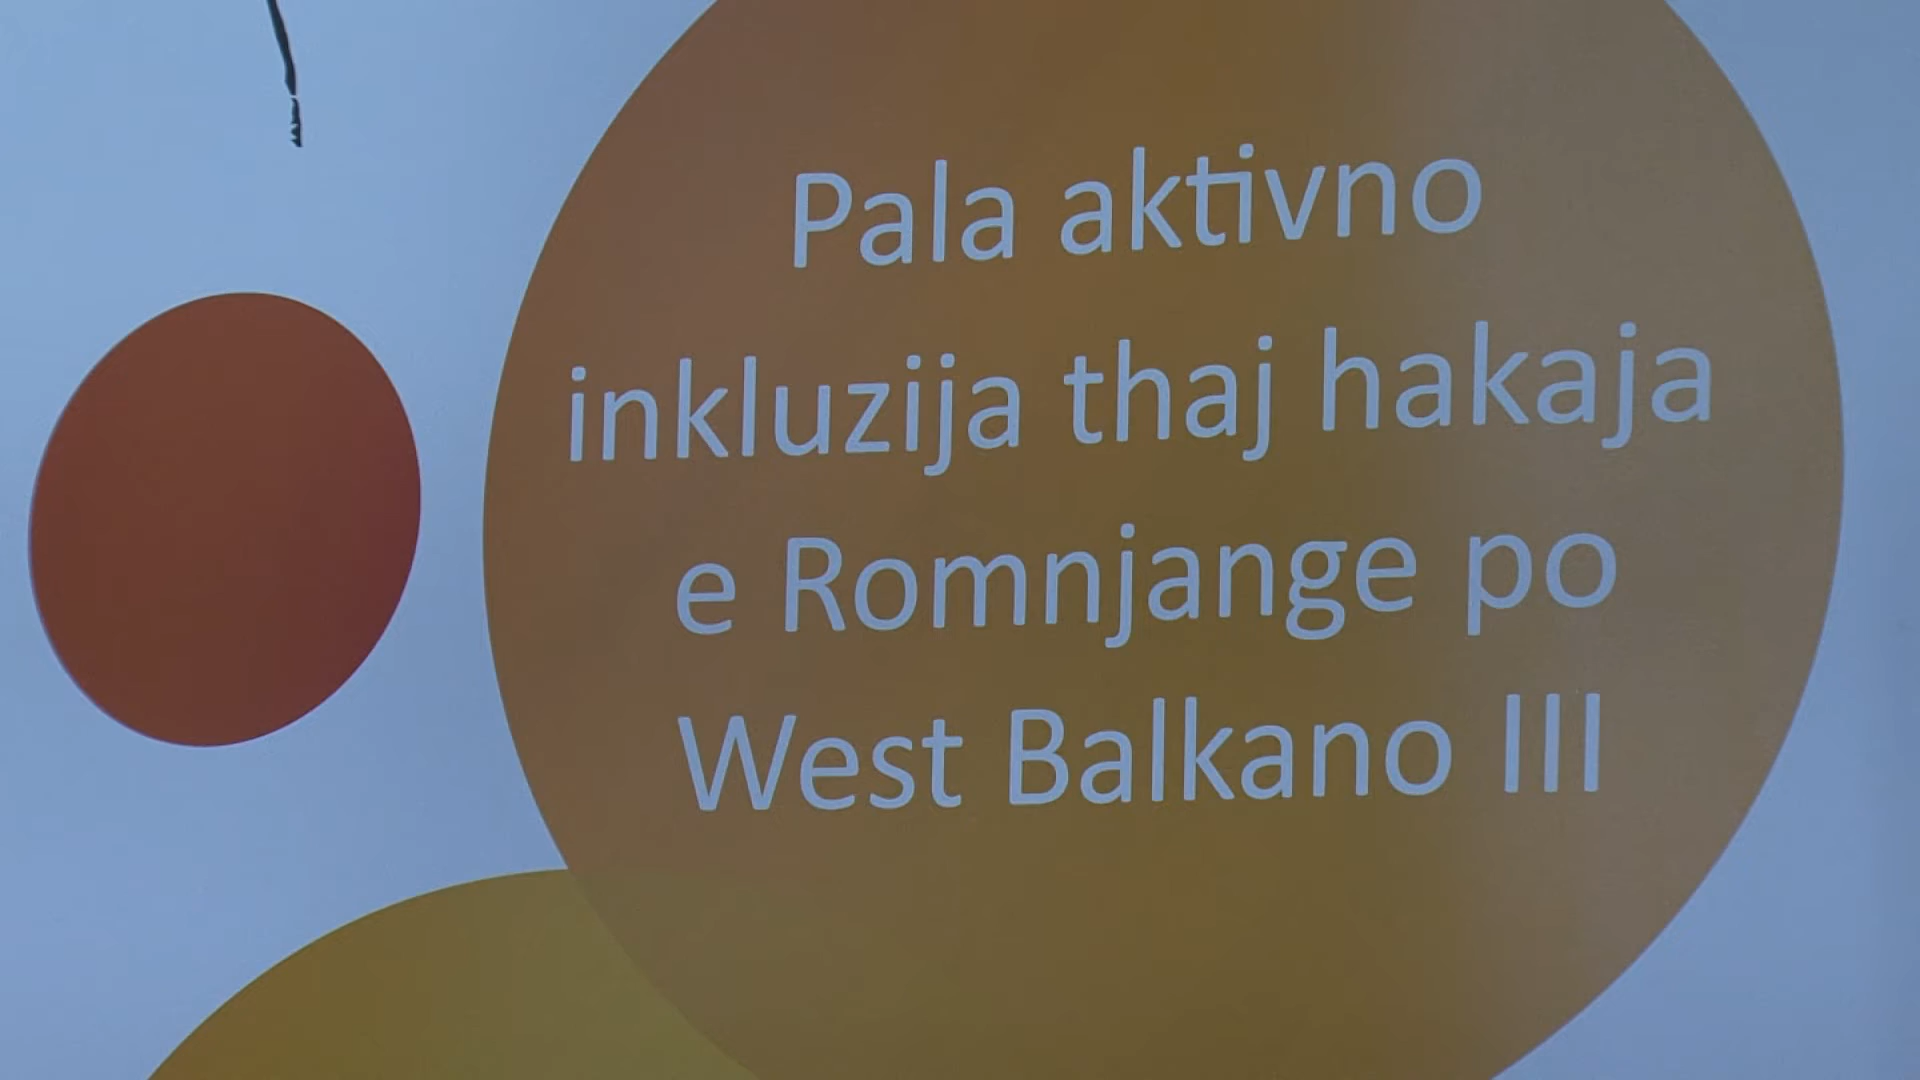 Pala aktivno
inkluzija thaj hakaja
e Romnjange po
West Balkano III